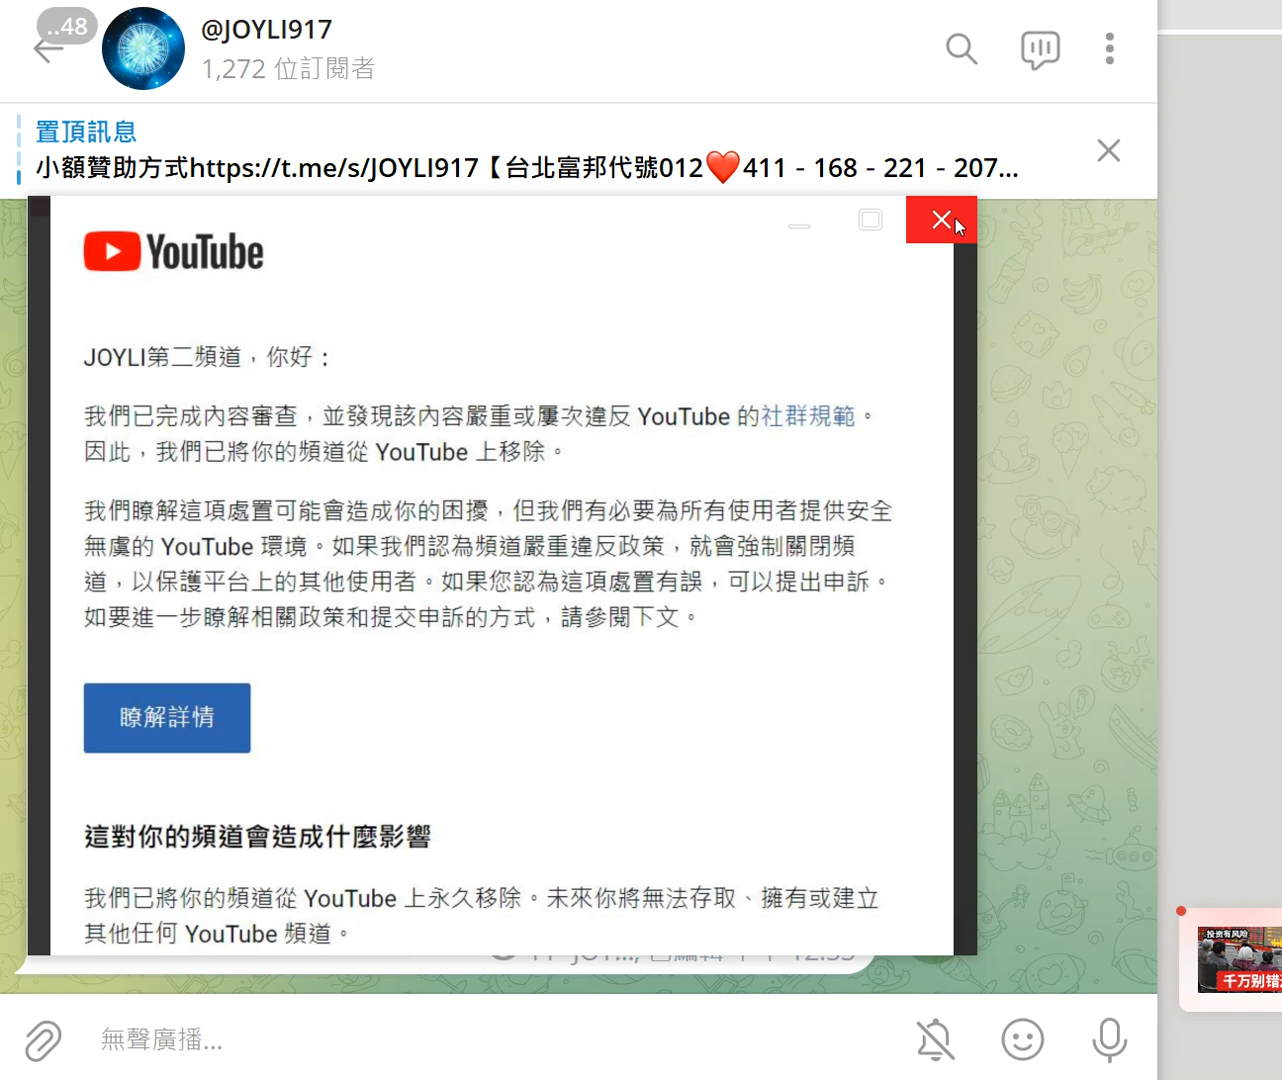 ..48
@JOYLI917
1,272 位訂閱者
置頂訊息
小額贊助方式https://t.me/s/JOYLI917【台北富邦代號012❤️411 - 168 - 221 - 207...
YouTube
JOYLI第二頻道，你好：
我們已完成內容審查，並發現該內容嚴重或屢次違反 YouTube 的社群規範。
因此，我們已將你的頻道從 YouTube 上移除。
我們瞭解這項處置可能會造成你的困擾，但我們有必要為所有使用者提供安全
無虞的 YouTube 環境。如果我們認為頻道嚴重違反政策，就會強制關閉頻
道，以保護平台上的其他使用者。如果您認為這項處置有誤，可以提出申訴。
如要進一步瞭解相關政策和提交申訴的方式，請參閱下文。
瞭解詳情
這對你的頻道會造成什麼影響
我們已將你的頻道從 YouTube 上永久移除。未來你將無法存取、擁有或建立
其他任何 YouTube 頻道。
無聲廣播...
投资有风险
千万别错